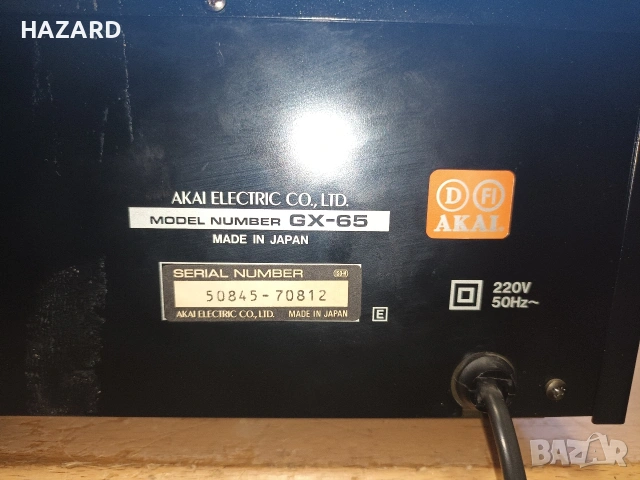 HAZARD
AKAI ELECTRIC CO., LTD.
MODEL NUMBER GX-65
MADE IN JAPAN
D FI
AKAI
SERIAL NUMBER
50845-70812
AKAI ELECTRIC CO., LTD. MADE IN JAPAN
E
220V
50Hz~
BAZAR